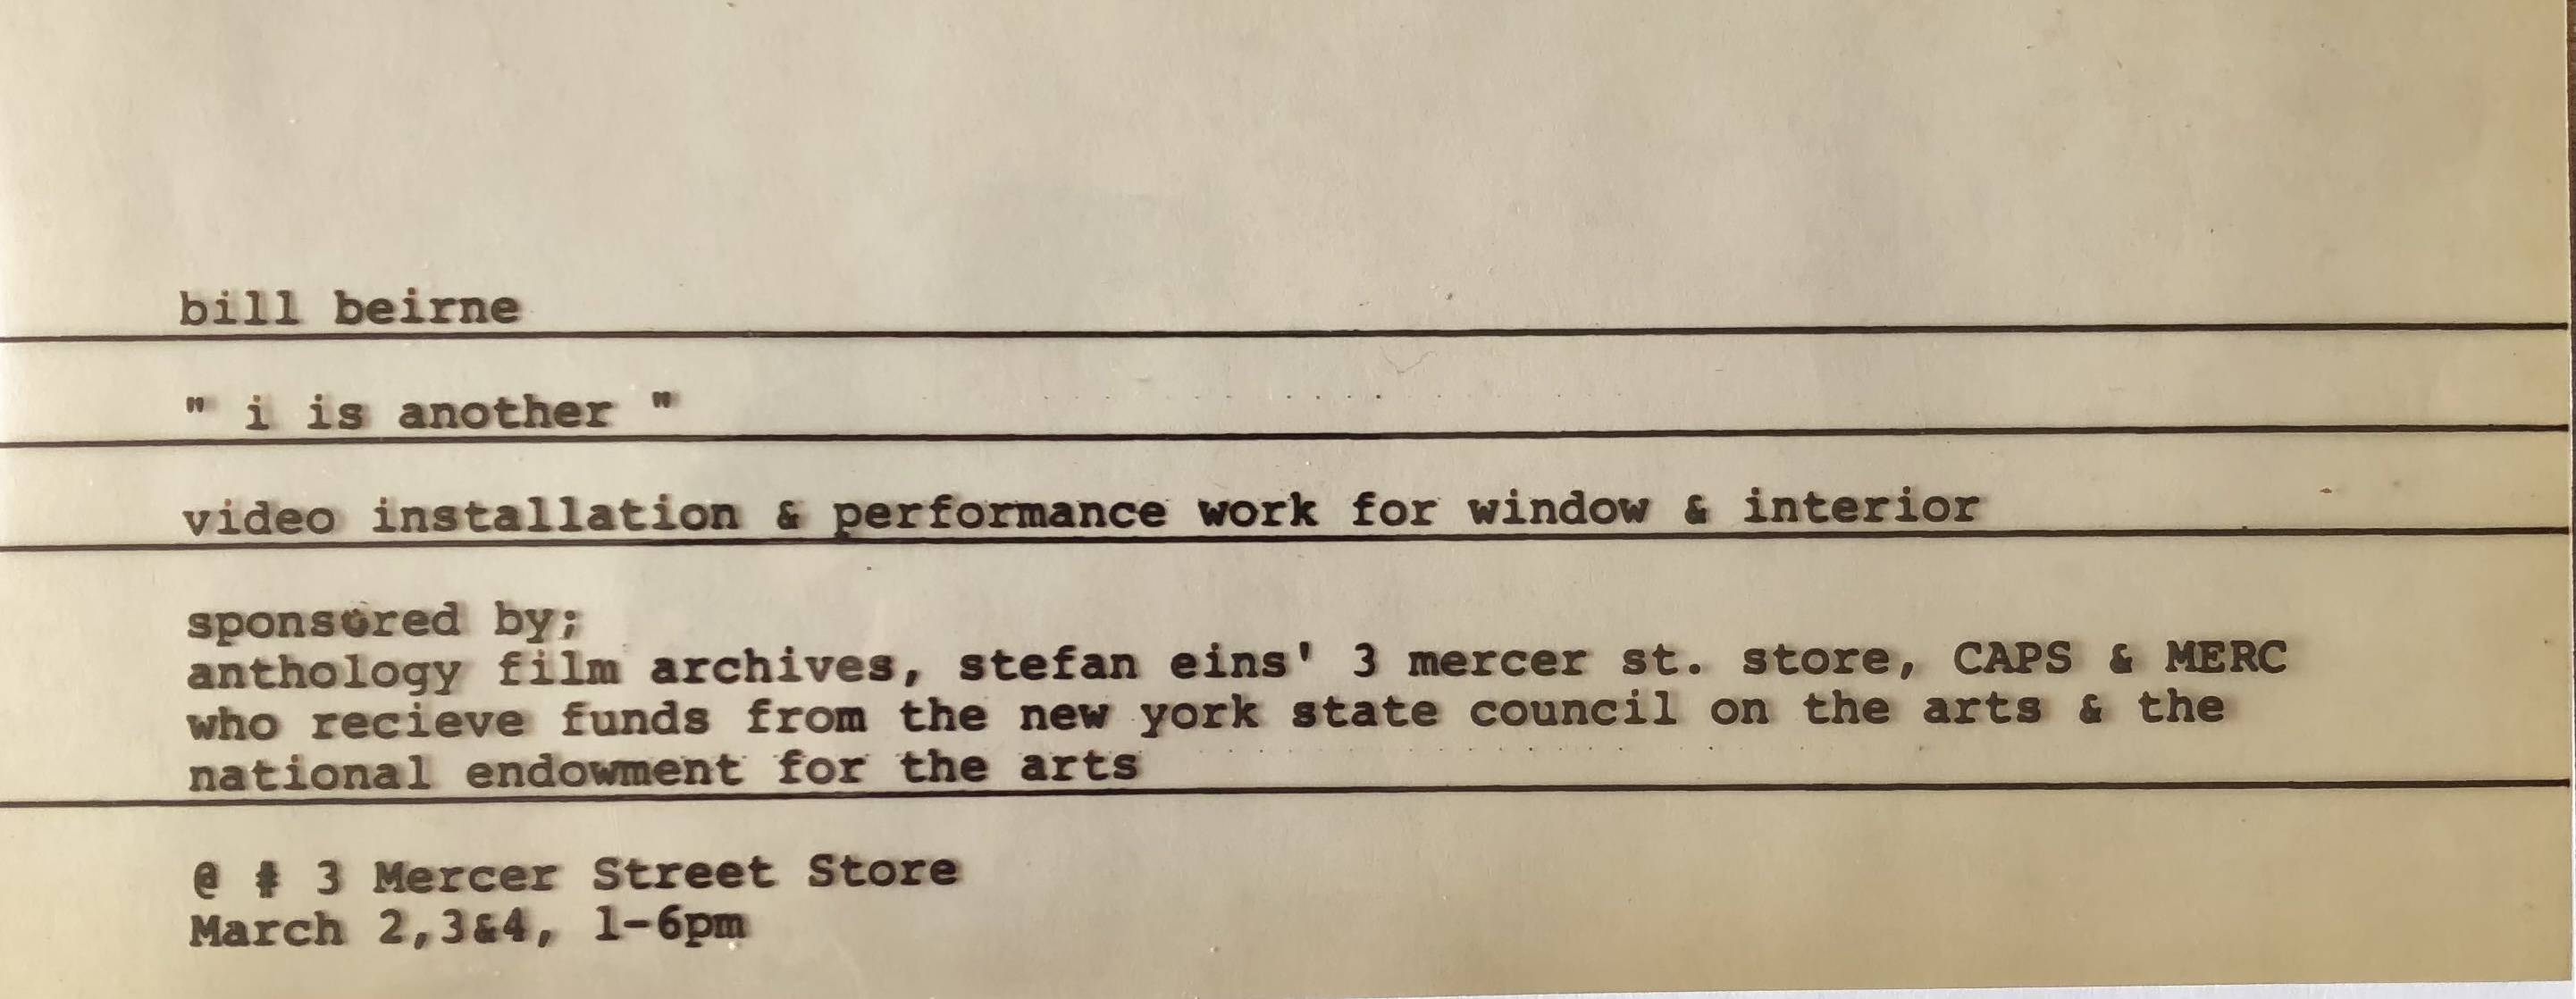 bill beirne
" i is another "
video installation & performance work for window & interior
sponsored by;
anthology film archives, stefan eins' 3 mercer st. store, CAPS & MERC
who recieve funds from the new york state council on the arts & the
national endowment for the arts
@ # 3 Mercer Street Store
March 2,3&4, 1-6pm